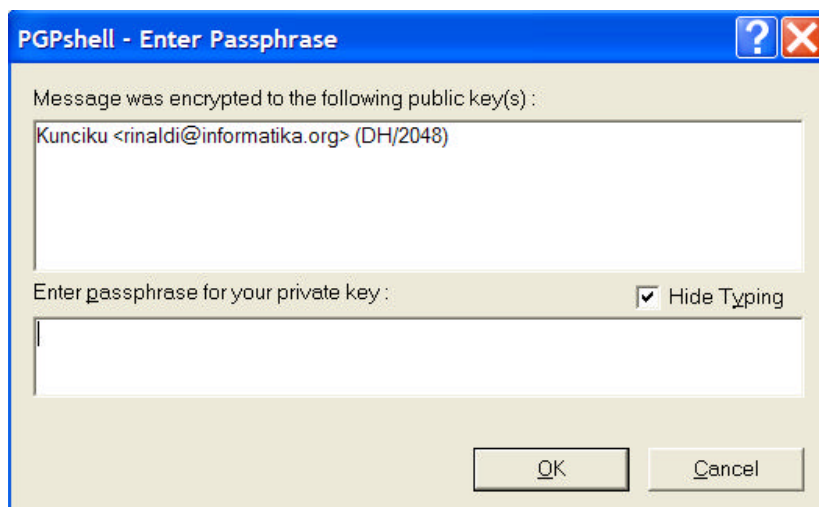 PGPshell - Enter Passphrase
Message was encrypted to the following public key(s) :
Kunciku <rinaldi@informatika.org> (DH/2048)
Enter passphrase for your private key :
Hide Typing
OK
Cancel